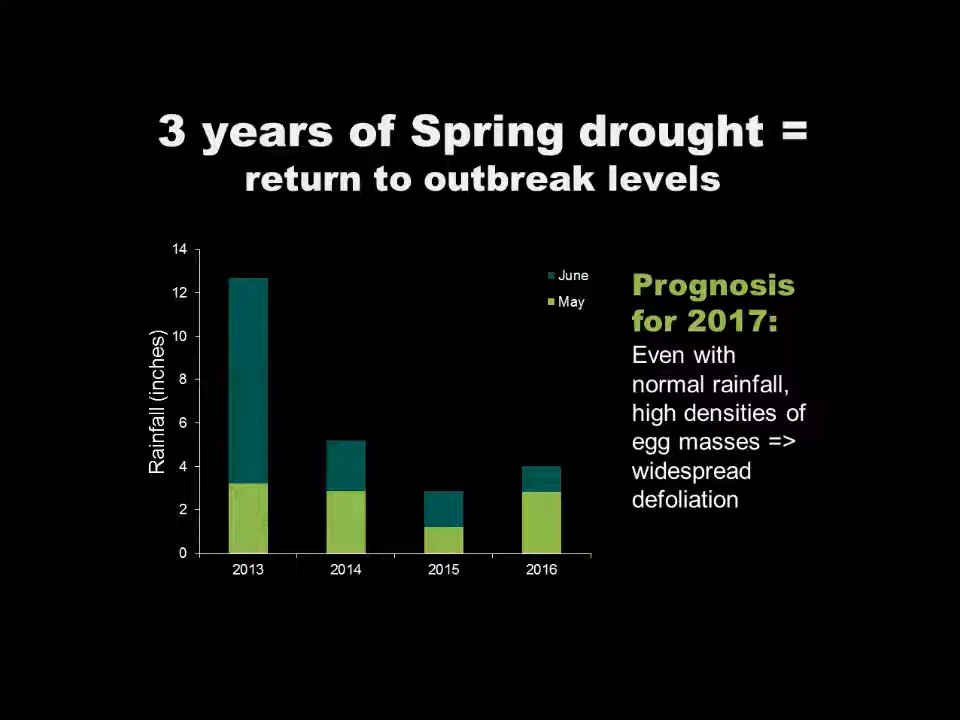 3 years of Spring drought =
return to outbreak levels
14
12
10
8
6
4
2
0
Rainfall (inches)
2013
2014
2015
2016
June
May
Prognosis
for 2017:
Even with
normal rainfall,
high densities of
egg masses =>
widespread
defoliation